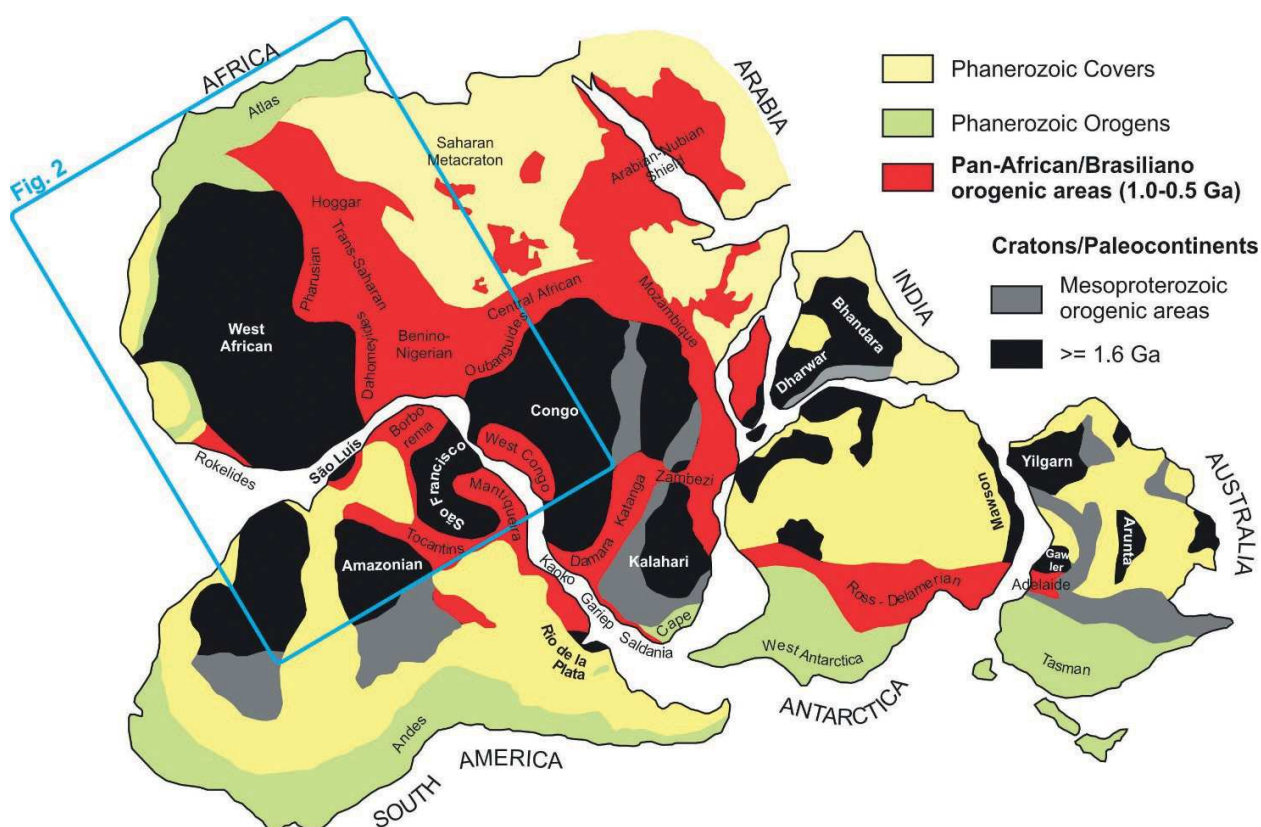 AFRICA
ARABIA
Phanerozoic Covers
Phanerozoic Orogens
Pan-African/Brasiliano
orogenic areas (1.0-0.5 Ga)
Cratons/Paleocontinents
Mesoproterozoic
orogenic areas
>= 1.6 Ga
Fig. 2
Atlas
Saharan
Metacraton
Arabian-Nubian
Shield
Hoggar
Trans-Saharan
Pharusian
West
African
Dahomeyides
Benino-
Nigerian
Oubanguides
Central African
Mozambique
INDIA
Bhandara
Dharwar
Congo
West Congo
Zambezi
Katanga
Damara
Kalahari
Kaoko
Gariep
Saldania
Cape
Rokelides
São Luís
Borbo
rema
São Francisco
Mantiqueira
Tocantins
Amazonian
Rio de la
Plata
Andes
SOUTH
AMERICA
Mawson
Ross - Delamerian
West Antarctica
ANTARCTICA
Yilgarn
Gaw
ler
Adelaide
Arunta
Tasman
AUSTRALIA